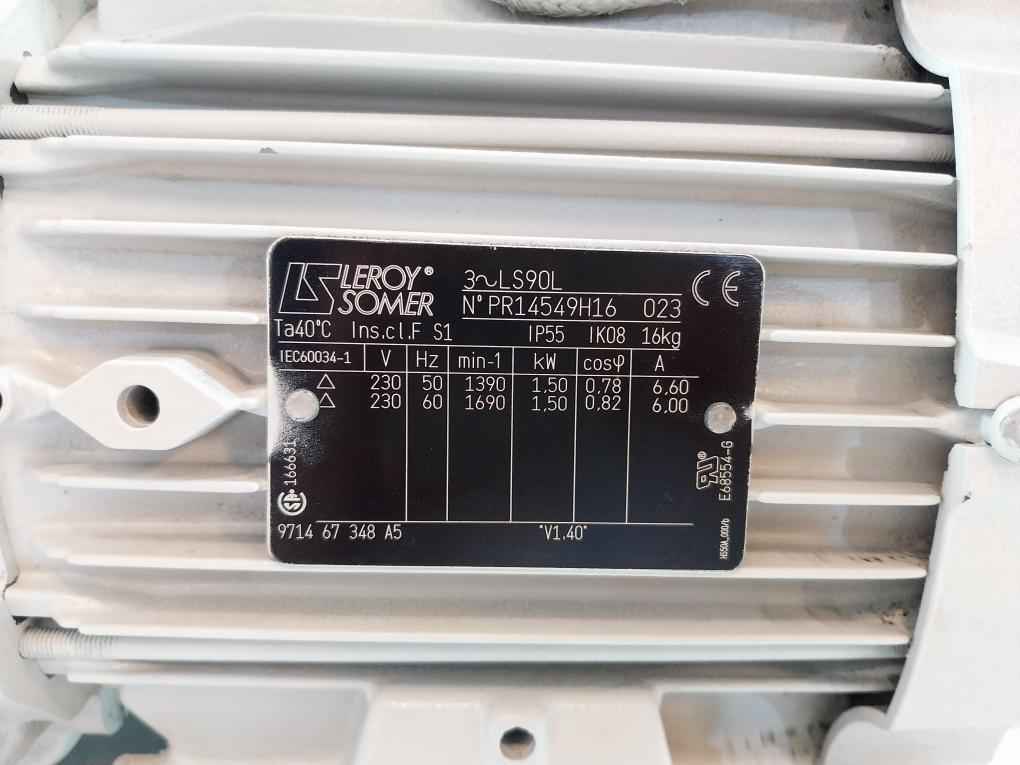 LS LEROY® SOMER
3~LS90L
CE
N° PR14549H16 023
Ta40°C Ins.cl.F S1 IP55 IK08 16kg
IEC60034-1 V Hz min-1 kW cosφ A
△ 230 50 1390 1,50 0,78 6,60
△ 230 60 1690 1,50 0,82 6,00
166631
E68554-G
9714 67 348 A5 "V1.40"